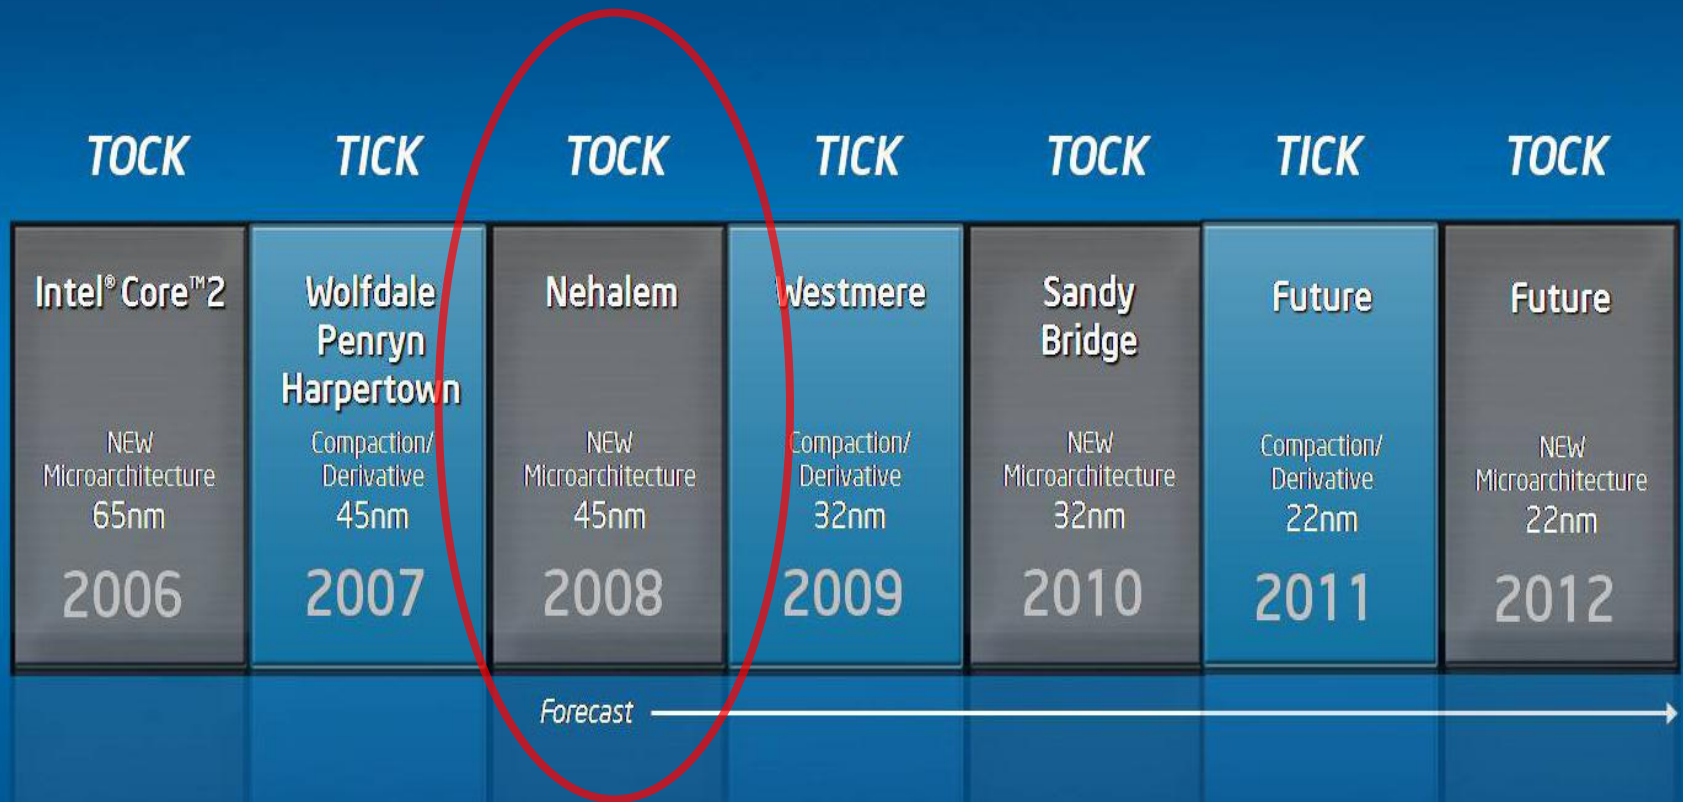 TOCK
TICK
TOCK
TICK
TOCK
TICK
TOCK
Intel® Core™2
NEW
Microarchitecture
65nm
2006
Wolfdale
Penryn
Harpertown
Compaction/
Derivative
45nm
2007
Nehalem
NEW
Microarchitecture
45nm
2008
Westmere
Compaction/
Derivative
32nm
2009
Sandy
Bridge
NEW
Microarchitecture
32nm
2010
Future
Compaction/
Derivative
22nm
2011
Future
NEW
Microarchitecture
22nm
2012
Forecast